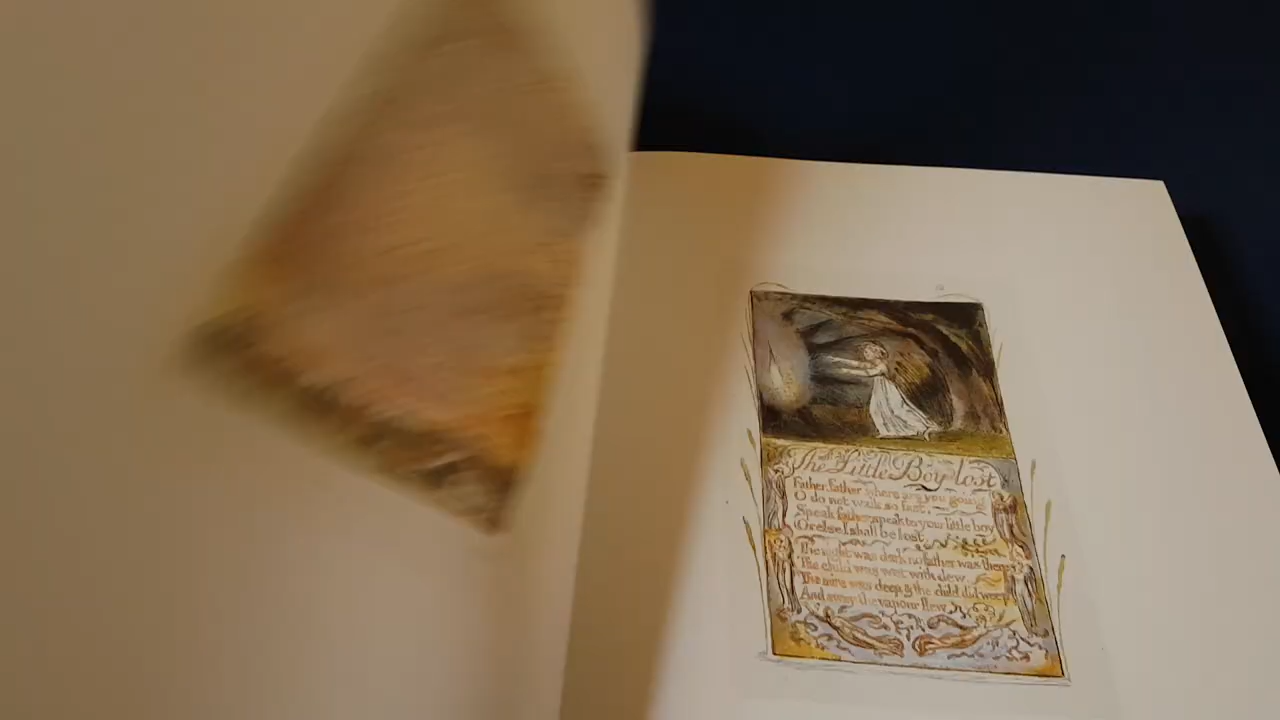 The Little Boy lost
Father, father, where are you going
O do not walk so fast.
Speak father, speak to your little boy
Or else I shall be lost,
The night was dark no father was there
The child was wet with dew.
The mire was deep, & the child did weep
And away the vapour flew